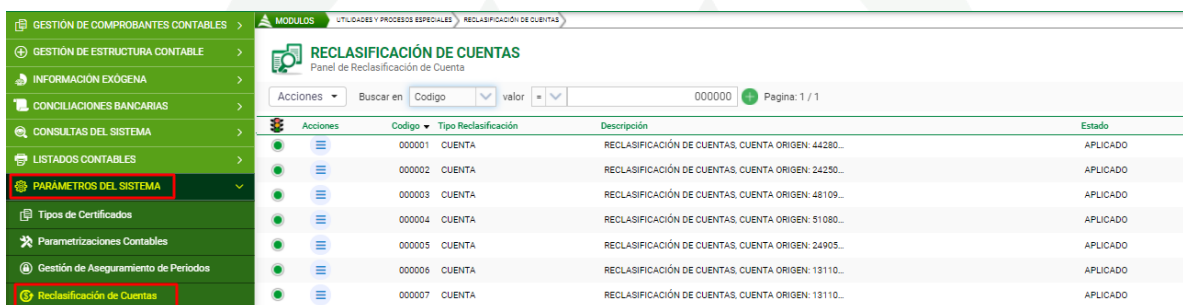 GESTIÓN DE COMPROBANTES CONTABLES
GESTIÓN DE ESTRUCTURA CONTABLE
INFORMACIÓN EXÓGENA
CONCILIACIONES BANCARIAS
CONSULTAS DEL SISTEMA
LISTADOS CONTABLES
PARÁMETROS DEL SISTEMA
Tipos de Certificados
Parametrizaciones Contables
Gestión de Aseguramiento de Periodos
Reclasificación de Cuentas
MODULOS UTILIDADES Y PROCESOS ESPECIALES RECLASIFICACIÓN DE CUENTAS
RECLASIFICACIÓN DE CUENTAS
Panel de Reclasificación de Cuenta
Acciones Buscar en Codigo valor = 000000 Pagina: 1 / 1
Acciones Codigo Tipo Reclasificación Descripción Estado
000001 CUENTA RECLASIFICACIÓN DE CUENTAS, CUENTA ORIGEN: 44280... APLICADO
000002 CUENTA RECLASIFICACIÓN DE CUENTAS, CUENTA ORIGEN: 24250... APLICADO
000003 CUENTA RECLASIFICACIÓN DE CUENTAS, CUENTA ORIGEN: 48109... APLICADO
000004 CUENTA RECLASIFICACIÓN DE CUENTAS, CUENTA ORIGEN: 51080... APLICADO
000005 CUENTA RECLASIFICACIÓN DE CUENTAS, CUENTA ORIGEN: 24905... APLICADO
000006 CUENTA RECLASIFICACIÓN DE CUENTAS, CUENTA ORIGEN: 13110... APLICADO
000007 CUENTA RECLASIFICACIÓN DE CUENTAS, CUENTA ORIGEN: 13110... APLICADO